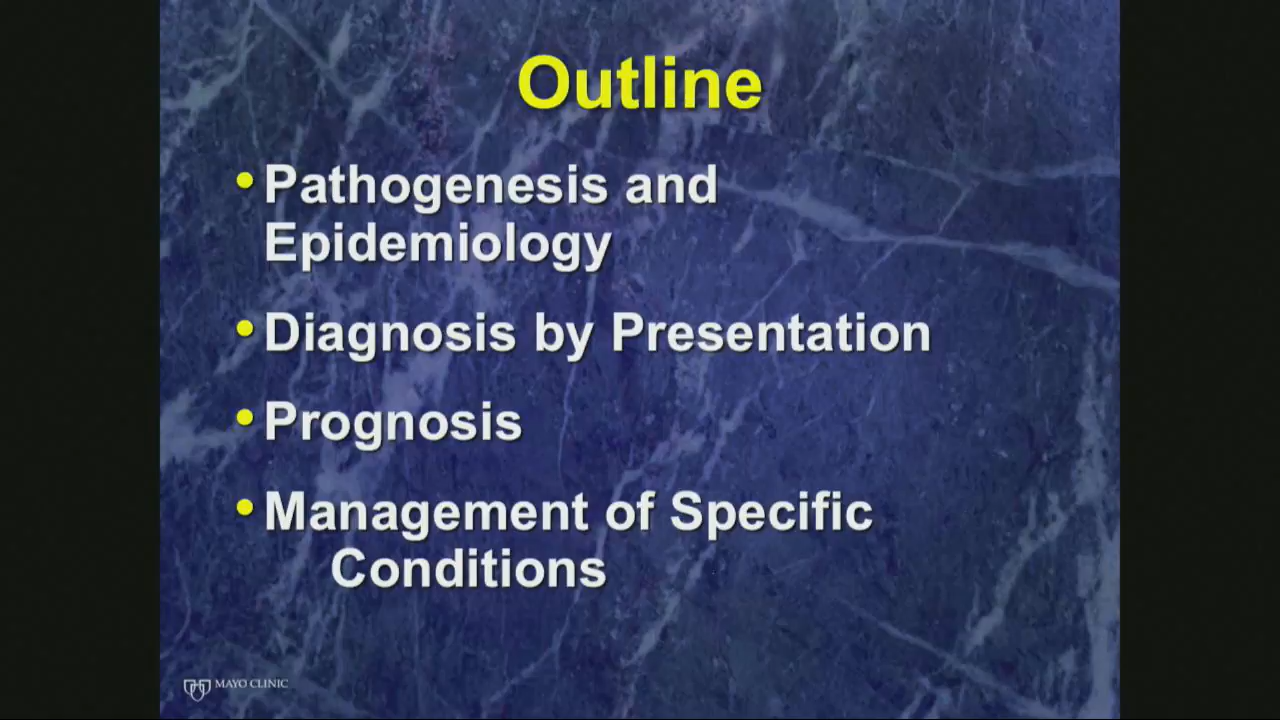 Outline
• Pathogenesis and
Epidemiology
• Diagnosis by Presentation
• Prognosis
• Management of Specific
Conditions
MAYO CLINIC